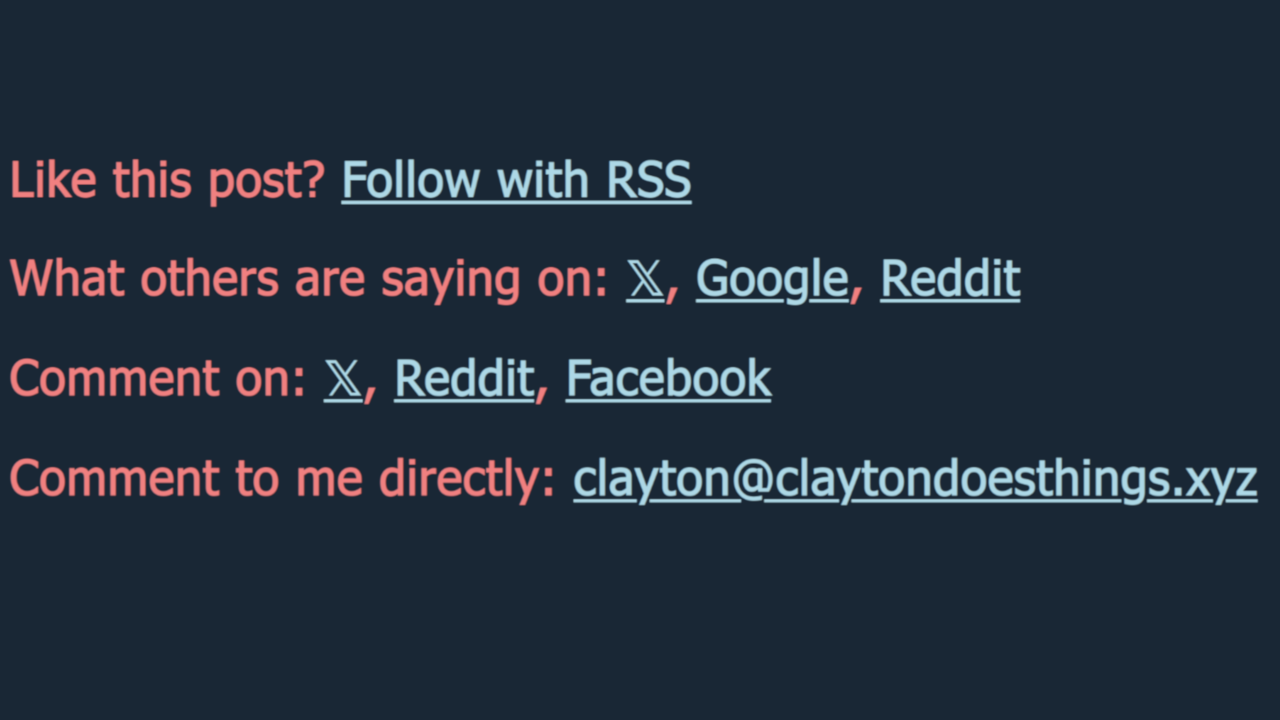 Like this post? Follow with RSS
What others are saying on: 𝕏, Google, Reddit
Comment on: 𝕏, Reddit, Facebook
Comment to me directly: clayton@claytondoesthings.xyz